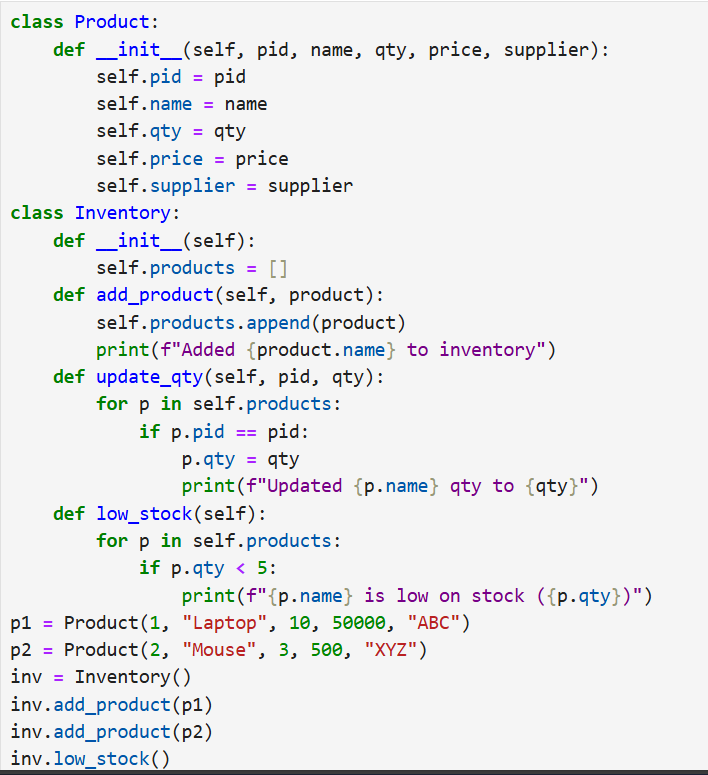 class Product:
    def __init__(self, pid, name, qty, price, supplier):
        self.pid = pid
        self.name = name
        self.qty = qty
        self.price = price
        self.supplier = supplier
class Inventory:
    def __init__(self):
        self.products = []
    def add_product(self, product):
        self.products.append(product)
        print(f"Added {product.name} to inventory")
    def update_qty(self, pid, qty):
        for p in self.products:
            if p.pid == pid:
                p.qty = qty
                print(f"Updated {p.name} qty to {qty}")
    def low_stock(self):
        for p in self.products:
            if p.qty < 5:
                print(f"{p.name} is low on stock ({p.qty})")
p1 = Product(1, "Laptop", 10, 50000, "ABC")
p2 = Product(2, "Mouse", 3, 500, "XYZ")
inv = Inventory()
inv.add_product(p1)
inv.add_product(p2)
inv.low_stock()